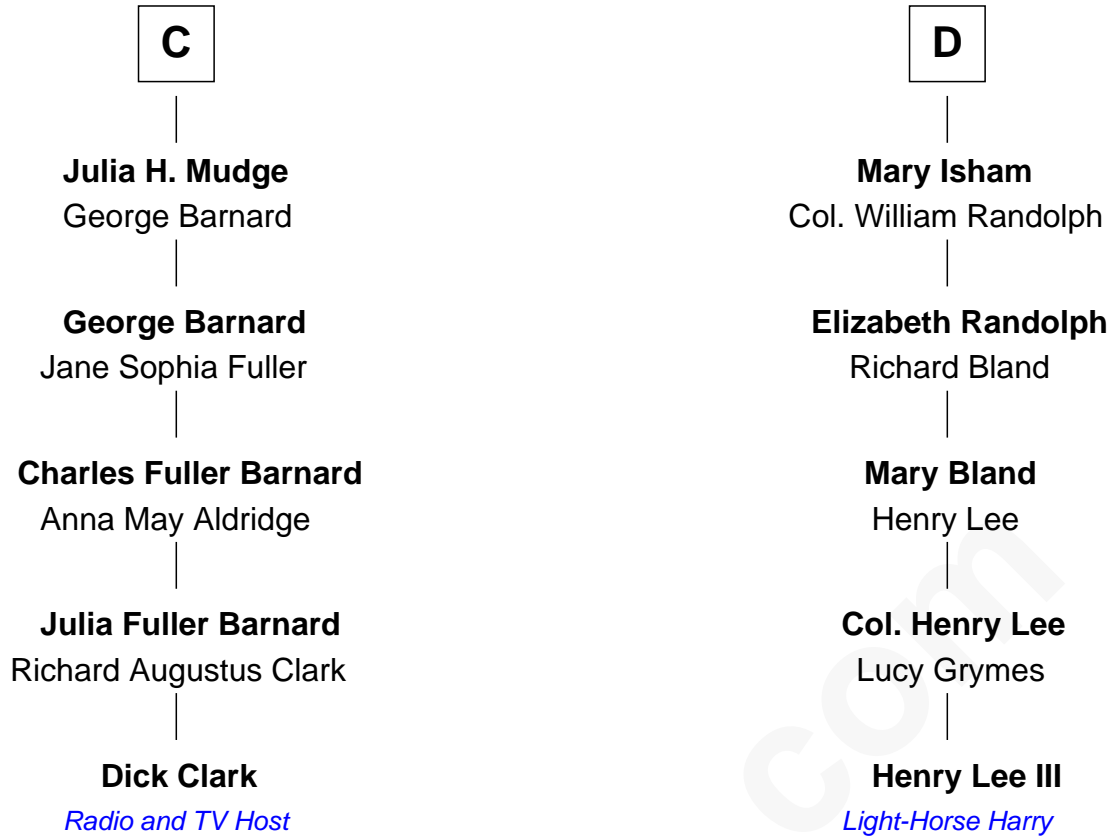 C
Julia H. Mudge
George Barnard
George Barnard
Jane Sophia Fuller
Charles Fuller Barnard
Anna May Aldridge
Julia Fuller Barnard
Richard Augustus Clark
Dick Clark
Radio and TV Host
D
Mary Isham
Col. William Randolph
Elizabeth Randolph
Richard Bland
Mary Bland
Henry Lee
Col. Henry Lee
Lucy Grymes
Henry Lee III
Light-Horse Harry
com